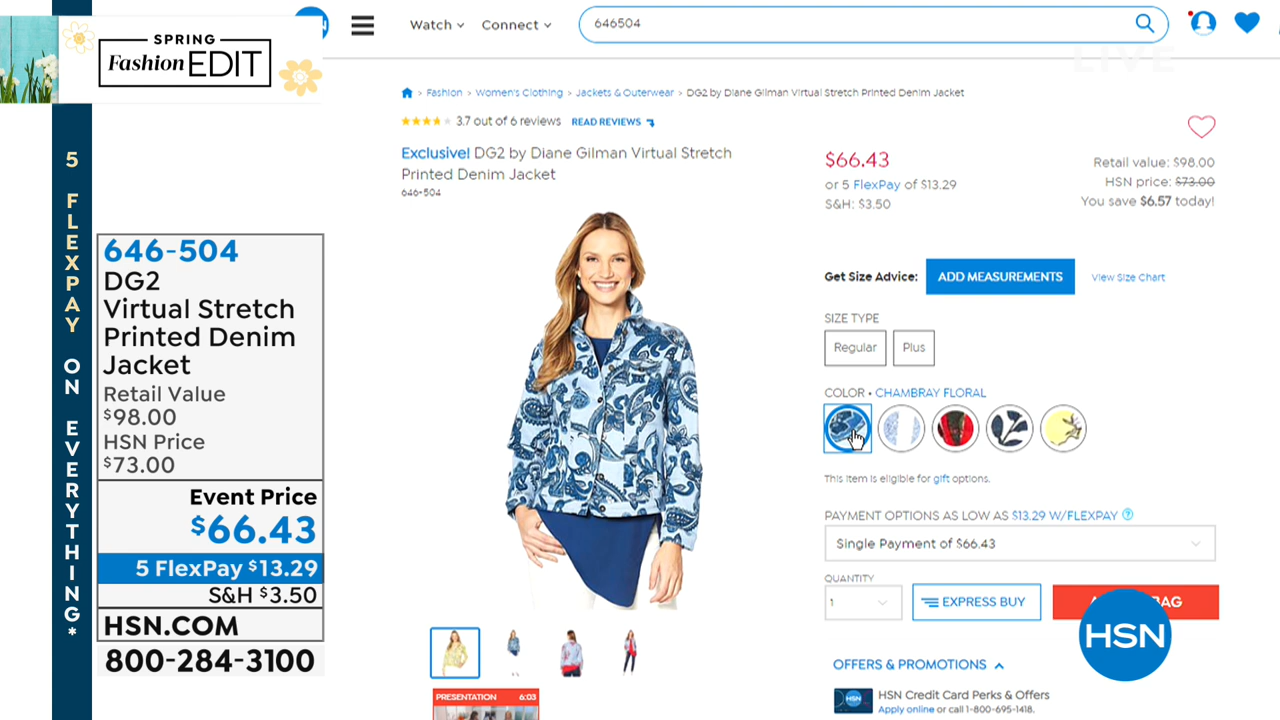 SPRING
Fashion EDIT
5 FLEXPAY ON EVERYTHING*
646-504
DG2
Virtual Stretch
Printed Denim
Jacket
Retail Value
$98.00
HSN Price
$73.00
Event Price
$66.43
5 FlexPay $13.29
S&H $3.50
HSN.COM
800-284-3100
Watch
Connect
646504
LIVE
> Fashion > Women's Clothing > Jackets & Outerwear > DG2 by Diane Gilman Virtual Stretch Printed Denim Jacket
3.7 out of 6 reviews READ REVIEWS
Exclusive! DG2 by Diane Gilman Virtual Stretch
Printed Denim Jacket
646-504
$66.43
or 5 FlexPay of $13.29
S&H: $3.50
Retail value: $98.00
HSN price: $73.00
You save $6.57 today!
Get Size Advice: ADD MEASUREMENTS View Size Chart
SIZE TYPE
Regular Plus
COLOR • CHAMBRAY FLORAL
This item is eligible for gift options.
PAYMENT OPTIONS AS LOW AS $13.29 W/FLEXPAY ?
Single Payment of $66.43
QUANTITY
1
EXPRESS BUY
BAG
HSN
OFFERS & PROMOTIONS
HSN
HSN Credit Card Perks & Offers
Apply online or call 1-800-695-1418.
PRESENTATION 6:03